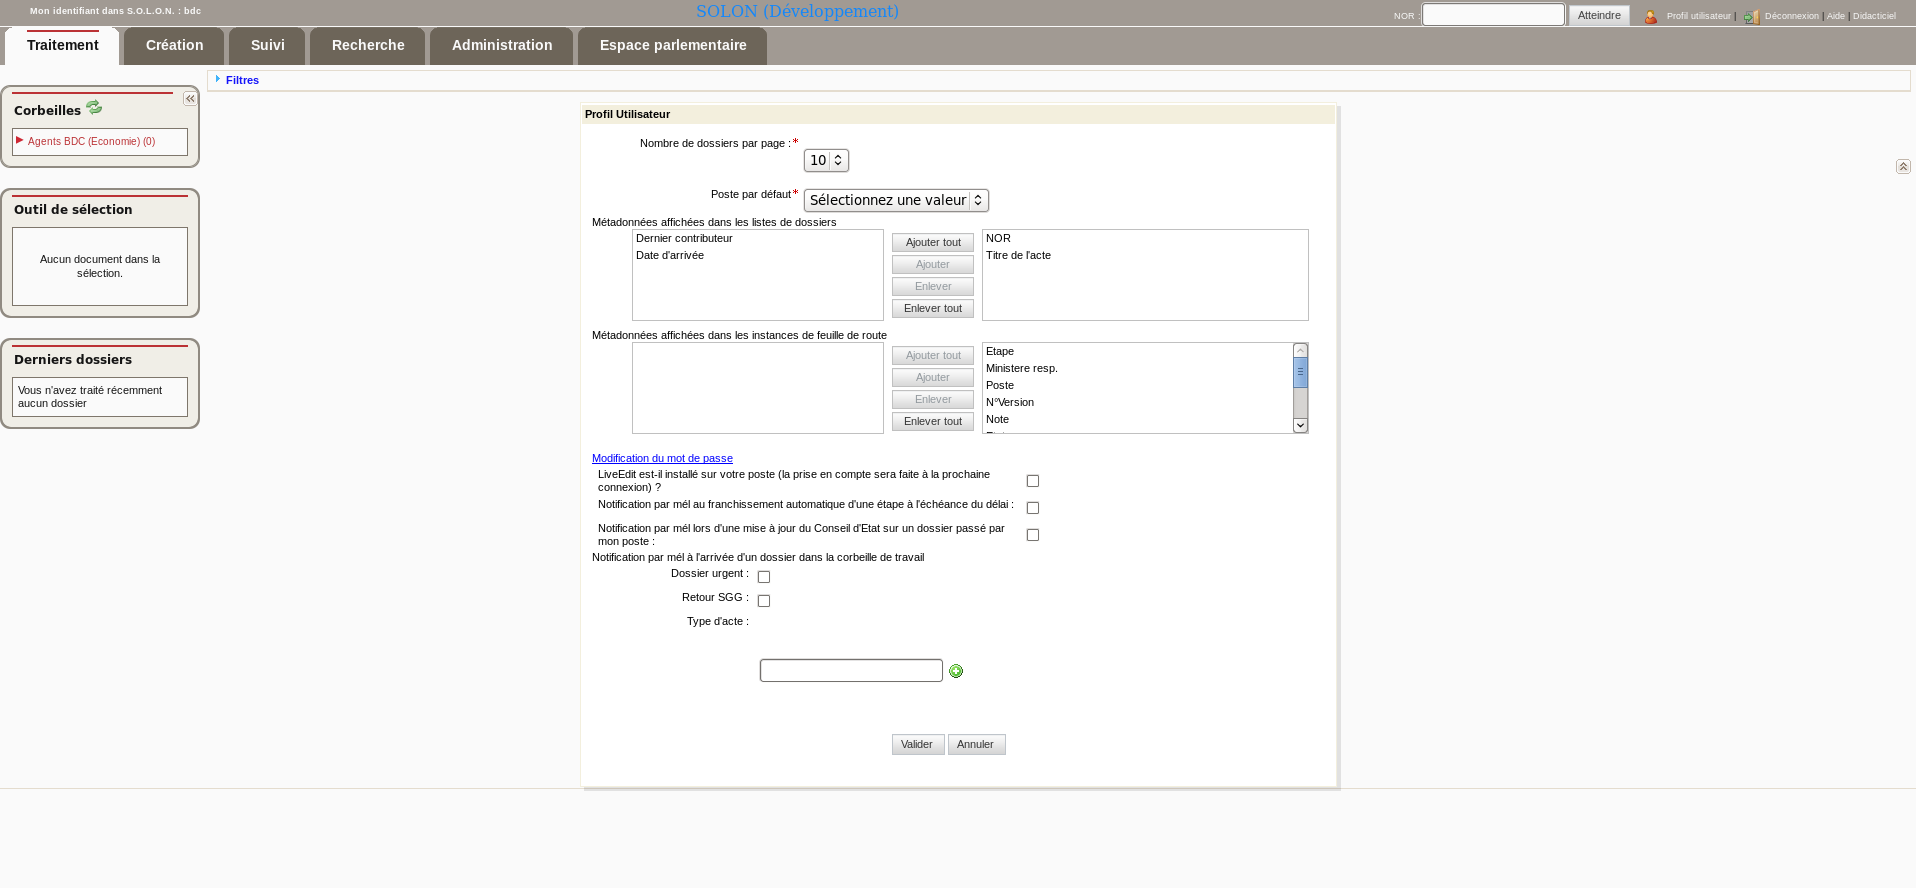 Mon identifiant dans S.O.L.O.N. : bdc
SOLON (Développement)
NOR :
Atteindre
Profil utilisateur | Déconnexion | Aide | Didacticiel
Traitement
Création
Suivi
Recherche
Administration
Espace parlementaire
Filtres
Corbeilles
Agents BDC (Economie) (0)
Outil de sélection
Aucun document dans la
sélection.
Derniers dossiers
Vous n'avez traité récemment
aucun dossier
Profil Utilisateur
Nombre de dossiers par page :*
10
Poste par défaut*
Sélectionnez une valeur
Métadonnées affichées dans les listes de dossiers
Dernier contributeur
Date d'arrivée
Ajouter tout
Ajouter
Enlever
Enlever tout
NOR
Titre de l'acte
Métadonnées affichées dans les instances de feuille de route
Ajouter tout
Ajouter
Enlever
Enlever tout
Etape
Ministere resp.
Poste
N°Version
Note
Modification du mot de passe
LiveEdit est-il installé sur votre poste (la prise en compte sera faite à la prochaine
connexion) ?
Notification par mél au franchissement automatique d'une étape à l'échéance du délai :
Notification par mél lors d'une mise à jour du Conseil d'Etat sur un dossier passé par
mon poste :
Notification par mél à l'arrivée d'un dossier dans la corbeille de travail
Dossier urgent :
Retour SGG :
Type d'acte :
Valider
Annuler